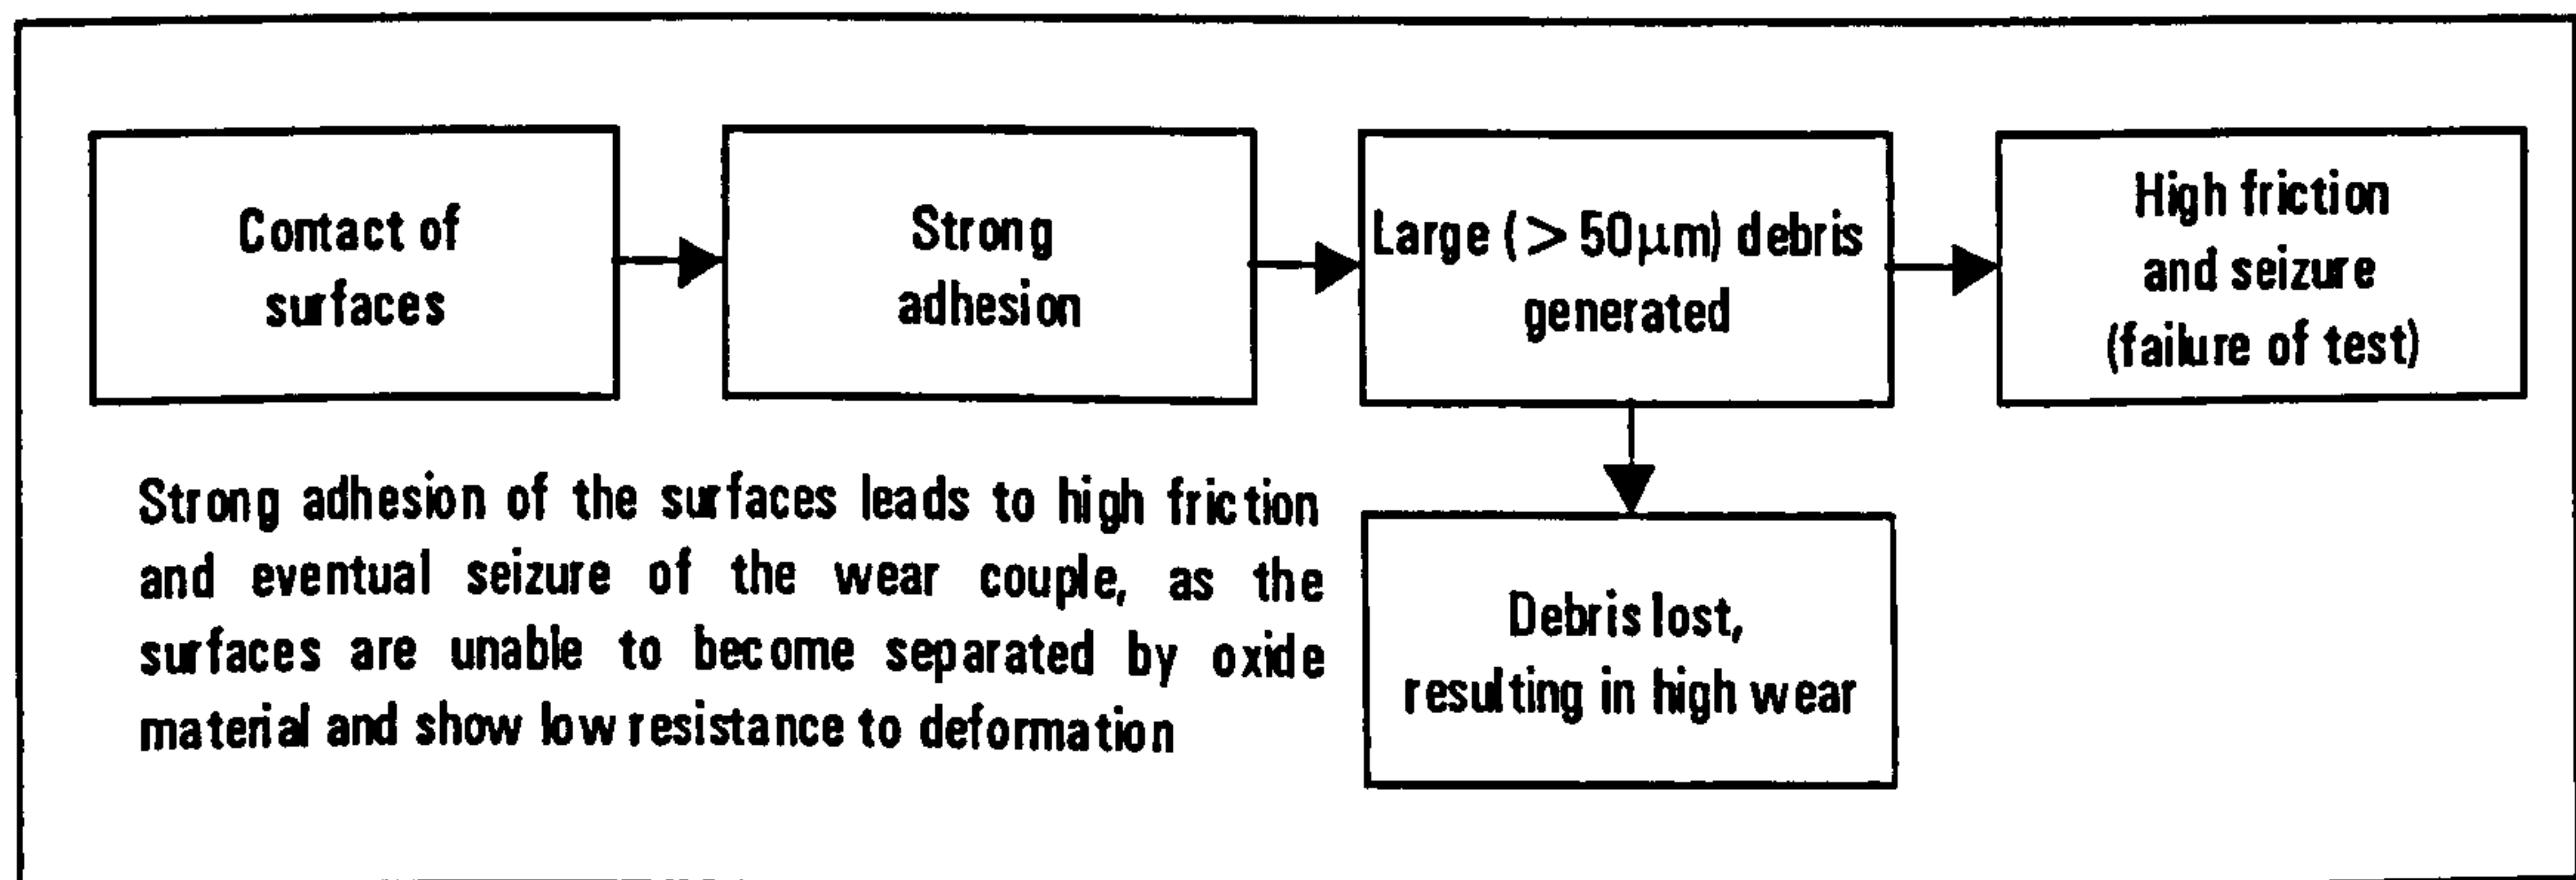 Contact of
surfaces
Strong
adhesion
Large (> 50μm) debris
generated
High friction
and seizure
(failure of test)
Strong adhesion of the surfaces leads to high friction
and eventual seizure of the wear couple, as the
surfaces are unable to become separated by oxide
material and show low resistance to deformation
Debris lost,
resulting in high wear